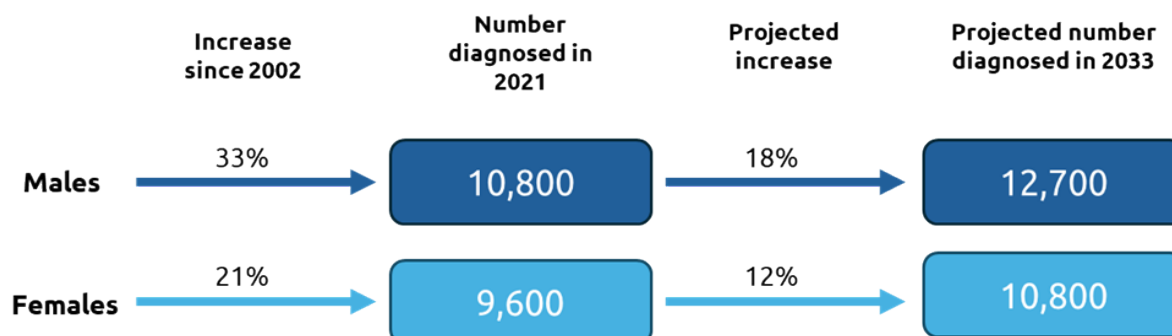 Increase
since 2002
Number
diagnosed in
2021
Projected
increase
Projected number
diagnosed in 2033
Males
33%
10,800
18%
12,700
Females
21%
9,600
12%
10,800